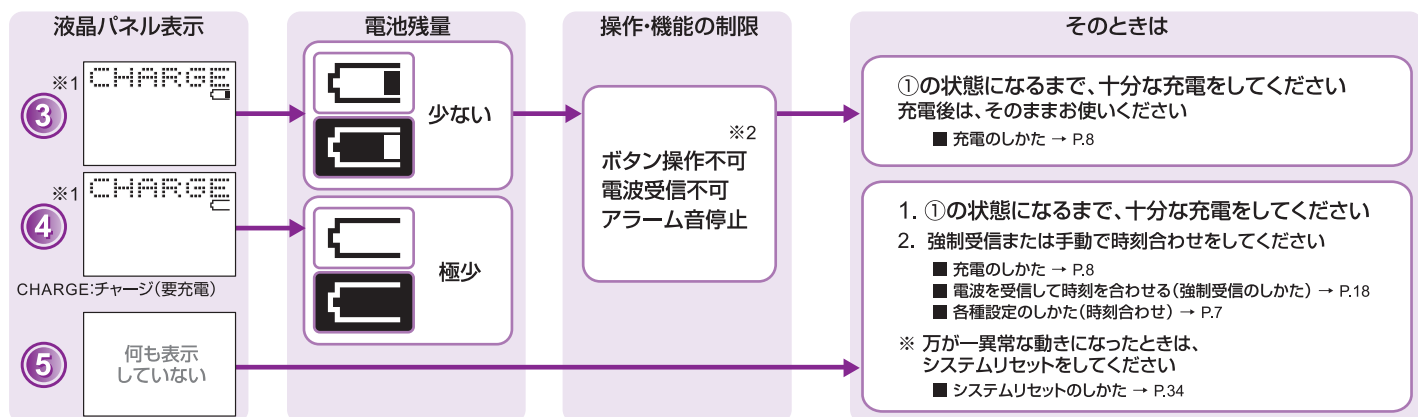 液晶パネル表示
電池残量
操作・機能の制限
そのときは
※1
CHARGE
③
少ない
※2
ボタン操作不可
電波受信不可
アラーム音停止
①の状態になるまで、十分な充電をしてください
充電後は、そのままお使いください
■ 充電のしかた → P.8
※1
CHARGE
④
極少
CHARGE:チャージ(要充電)
1. ①の状態になるまで、十分な充電をしてください
2. 強制受信または手動で時刻合わせをしてください
■ 充電のしかた → P.8
■ 電波を受信して時刻を合わせる(強制受信のしかた) → P.18
■ 各種設定のしかた(時刻合わせ) → P.7
※ 万が一異常な動きになったときは、
システムリセットをしてください
■ システムリセットのしかた → P.34
⑤
何も表示
していない